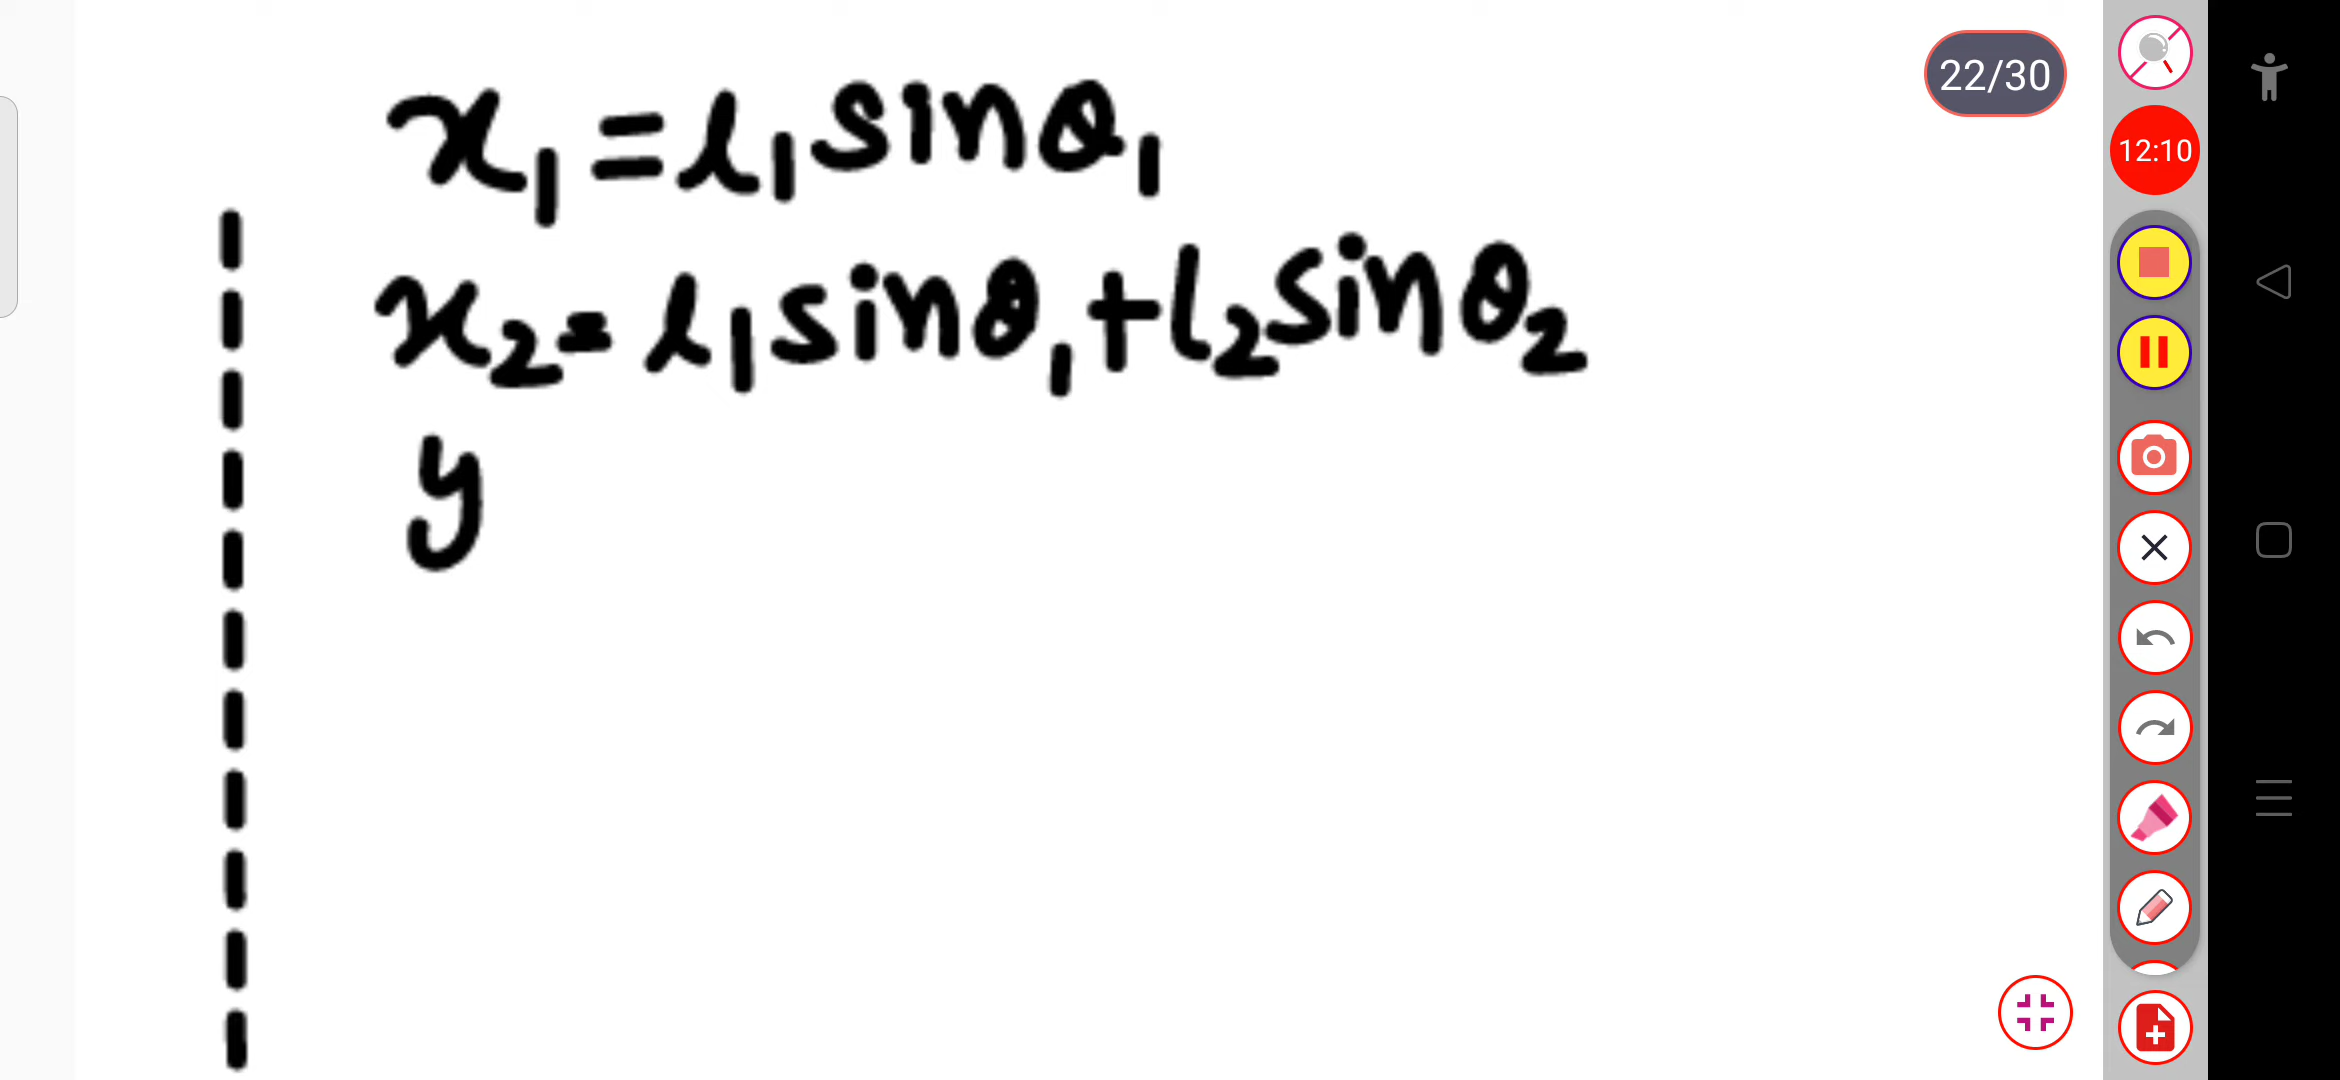 x₁ = l₁ sinθ₁
x₂ = l₁ sinθ₁ + l₂ sinθ₂
y
22/30
12:10